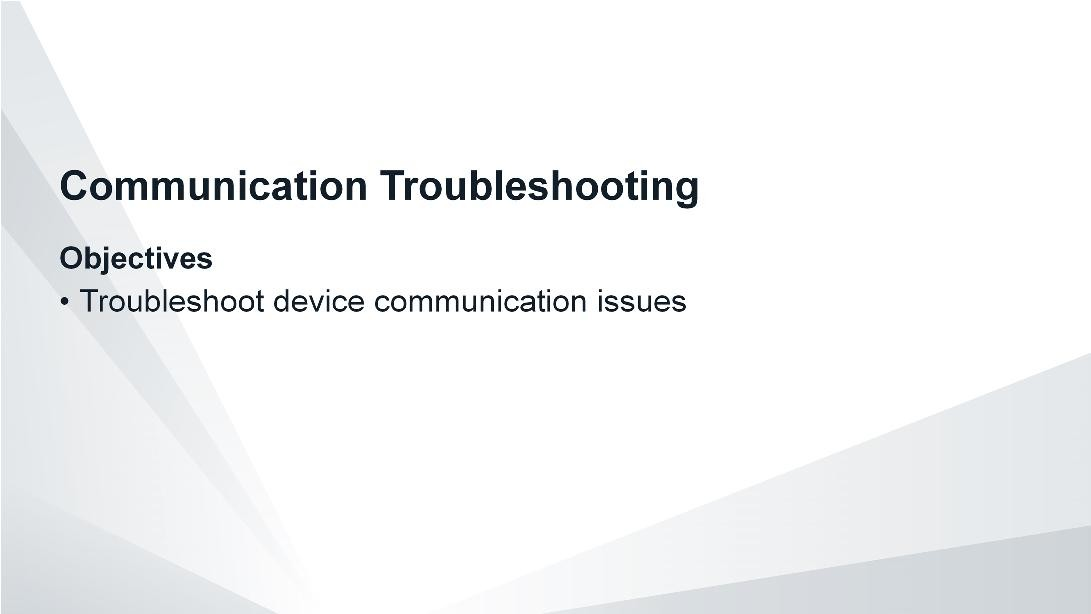 Communication Troubleshooting
Objectives
• Troubleshoot device communication issues